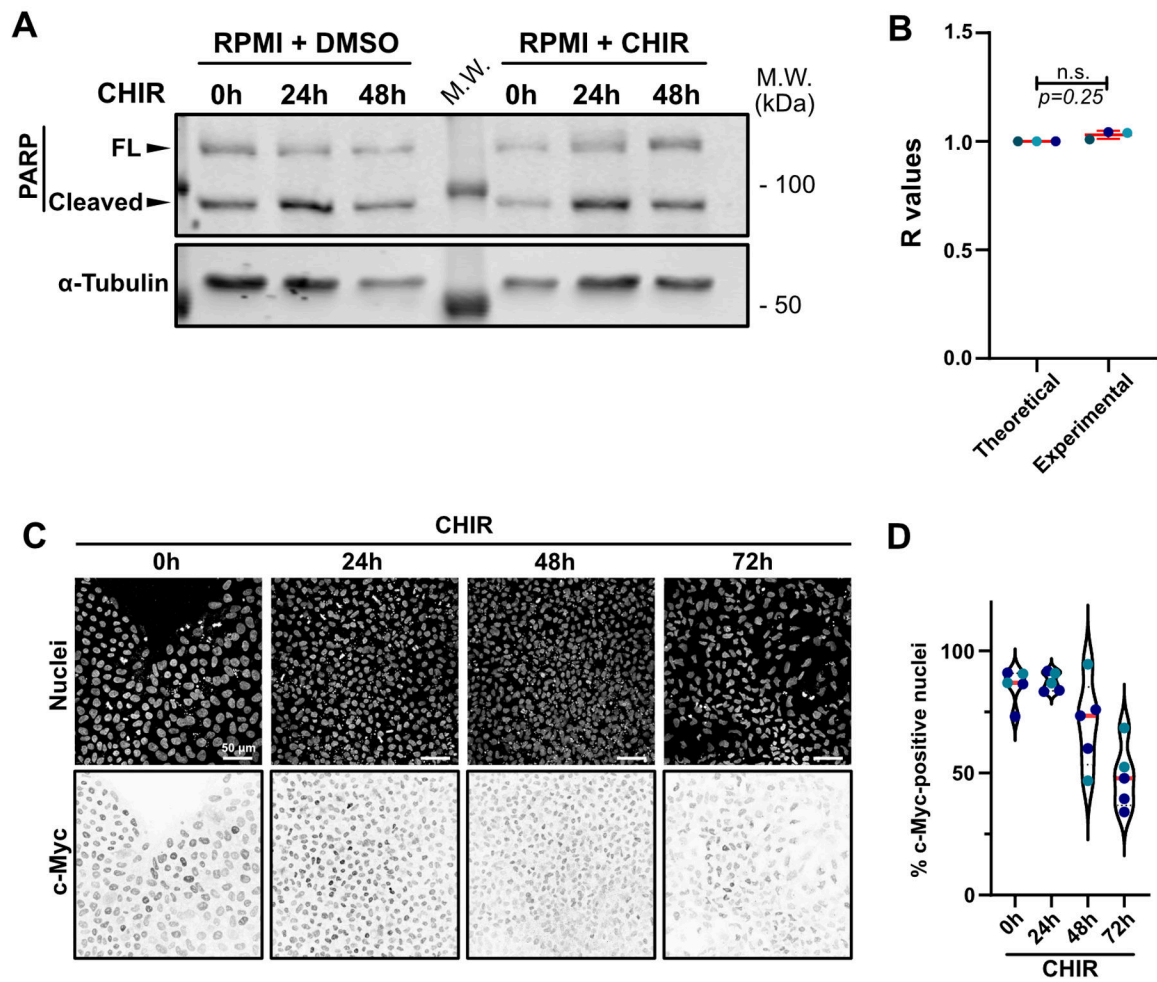 A
RPMI + DMSO
RPMI + CHIR
CHIR
0h
24h
48h
M.W.
0h
24h
48h
M.W.
(kDa)
PARP
FL
Cleaved
- 100
α-Tubulin
- 50
B
R values
1.5
1.0
0.5
0.0
n.s.
p=0.25
Theoretical
Experimental
C
CHIR
0h
24h
48h
72h
Nuclei
50 µm
c-Myc
D
% c-Myc-positive nuclei
100
50
0
0h
24h
48h
72h
CHIR